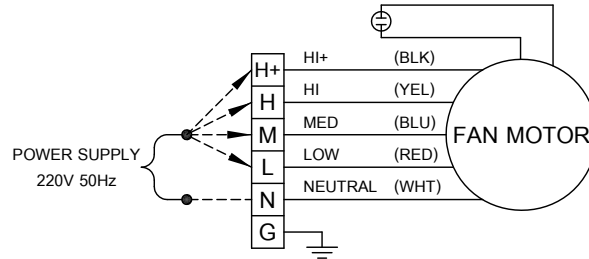 H+ HI+ (BLK)
H HI (YEL)
M MED (BLU)
FAN MOTOR
POWER SUPPLY
220V 50Hz
L LOW (RED)
N NEUTRAL (WHT)
G